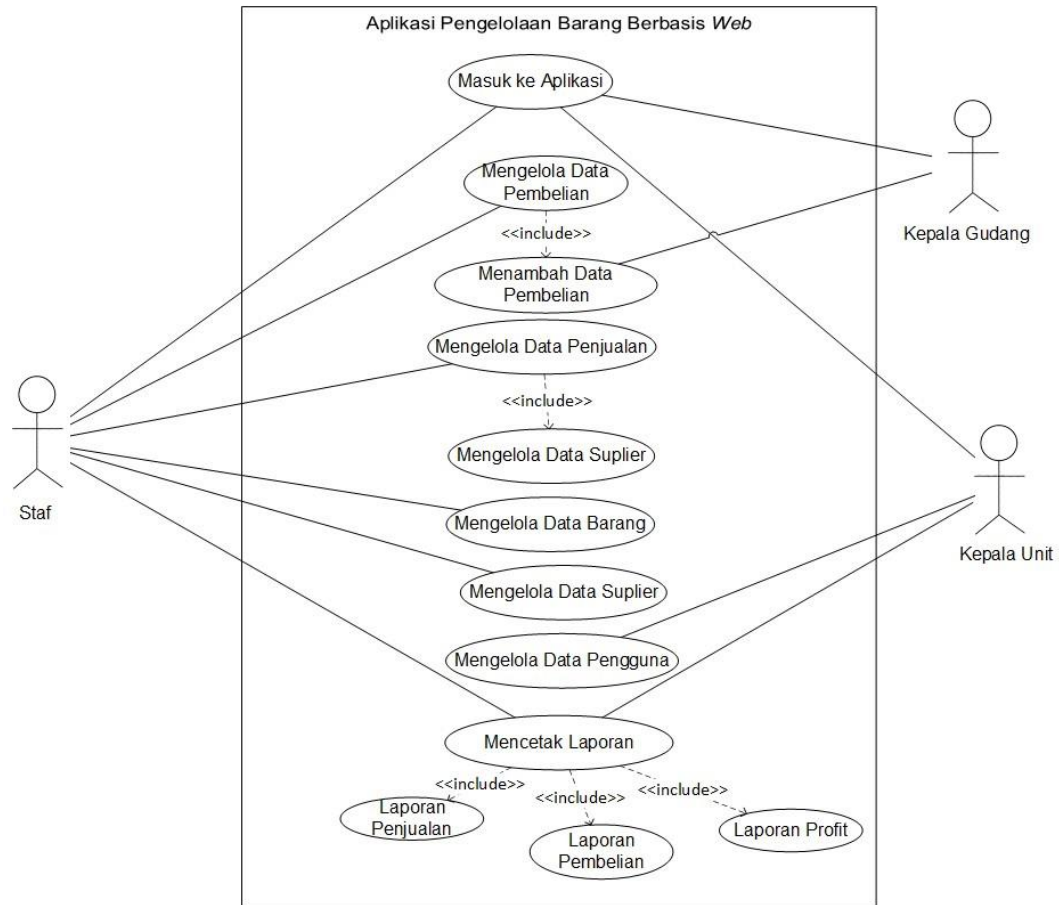 Aplikasi Pengelolaan Barang Berbasis Web
Masuk ke Aplikasi
Mengelola Data
Pembelian
<<include>>
Kepala Gudang
Menambah Data
Pembelian
Mengelola Data Penjualan
<<include>>
Mengelola Data Suplier
Staf
Mengelola Data Barang
Kepala Unit
Mengelola Data Suplier
Mengelola Data Pengguna
Mencetak Laporan
<<include>>
<<include>>
<<include>>
Laporan
Penjualan
Laporan
Pembelian
Laporan Profit